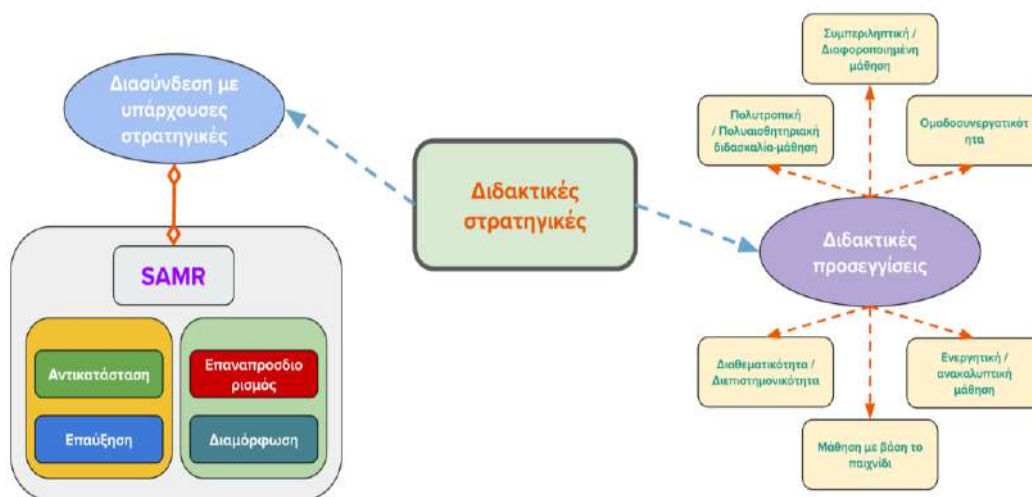 Διασύνδεση με
υπάρχουσες
στρατηγικές
SAMR
Αντικατάσταση
Επαύξηση
Επαναπροσδιο
ρισμός
Διαμόρφωση
Διδακτικές
στρατηγικές
Συμπεριληπτική /
Διαφοροποιημένη
μάθηση
Πολυτροπική
/ Πολυαισθητηριακή
διδασκαλία-μάθηση
Ομαδοσυνεργατικότ
ητα
Διδακτικές
προσεγγίσεις
Διαθεματικότητα /
Διεπιστημονικότητα
Ενεργητική /
ανακαλυπτική
μάθηση
Μάθηση με βάση το
παιχνίδι